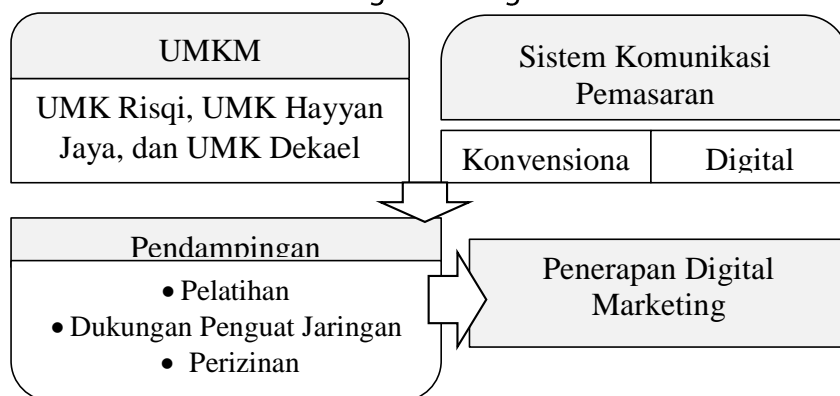 UMKM
UMK Risqi, UMK Hayyan
Jaya, dan UMK Dekael
Sistem Komunikasi
Pemasaran
Konvensiona
Digital
Pendampingan
• Pelatihan
• Dukungan Penguat Jaringan
• Perizinan
Penerapan Digital
Marketing